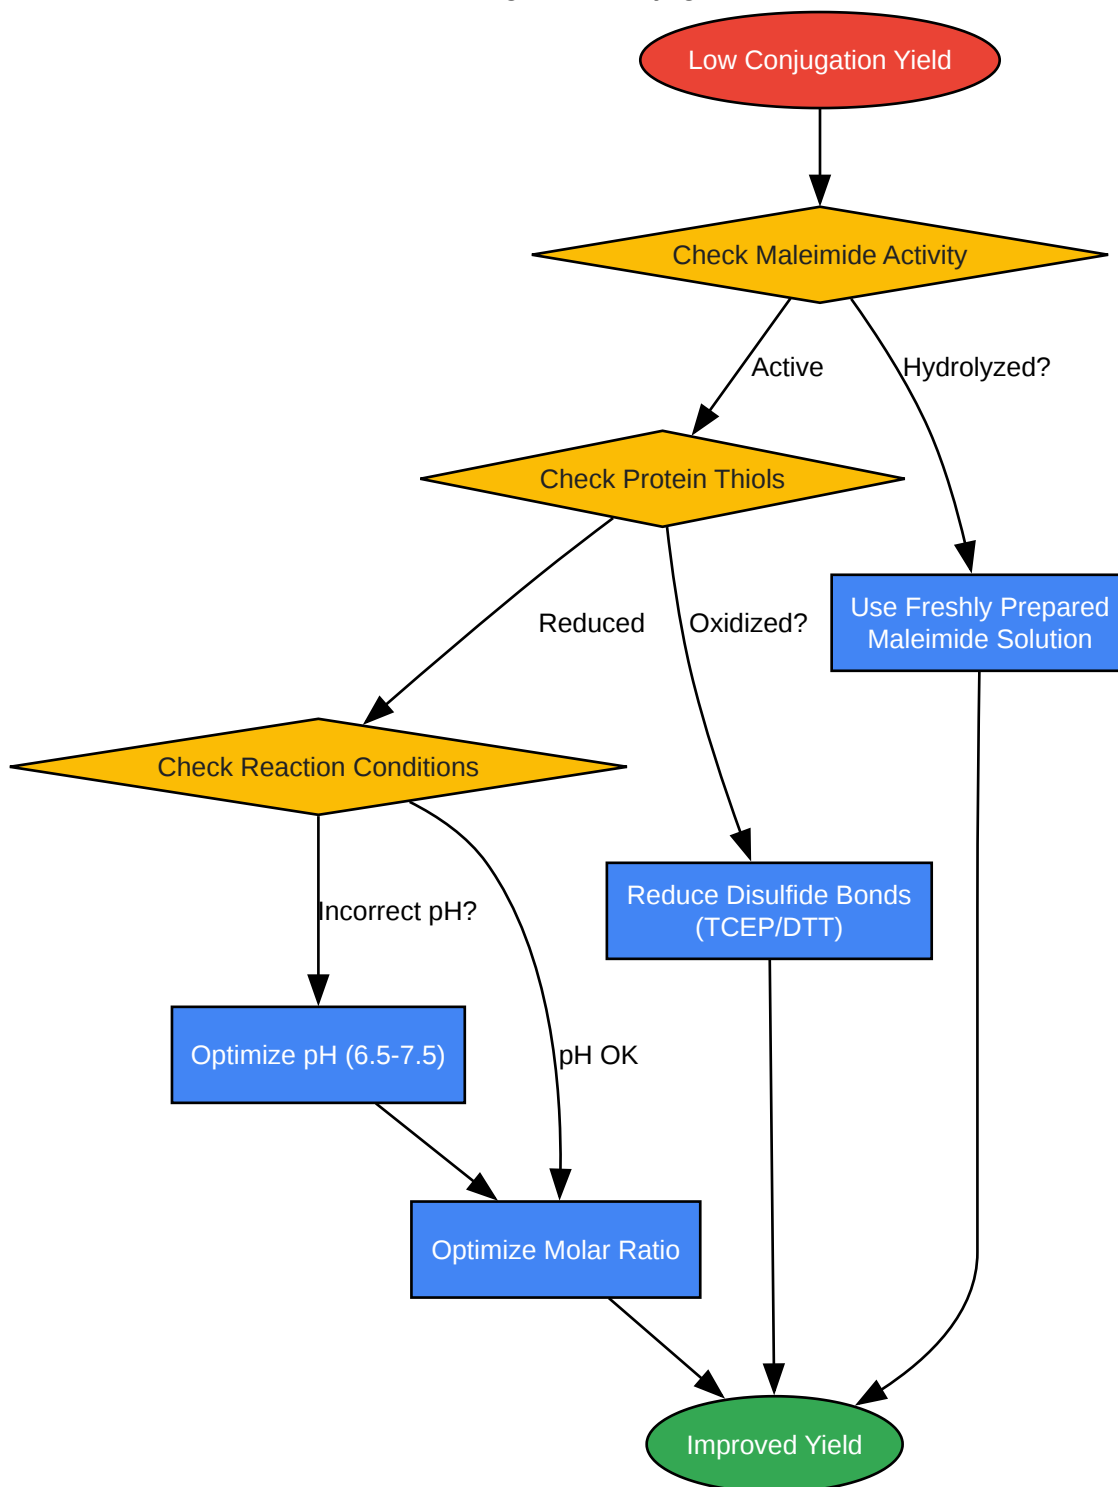 Low Conjugation Yield
Check Maleimide Activity
Active
Hydrolyzed?
Check Protein Thiols
Use Freshly Prepared
Maleimide Solution
Reduced
Oxidized?
Check Reaction Conditions
Reduce Disulfide Bonds
(TCEP/DTT)
Incorrect pH?
Optimize pH (6.5-7.5)
pH OK
Optimize Molar Ratio
Improved Yield